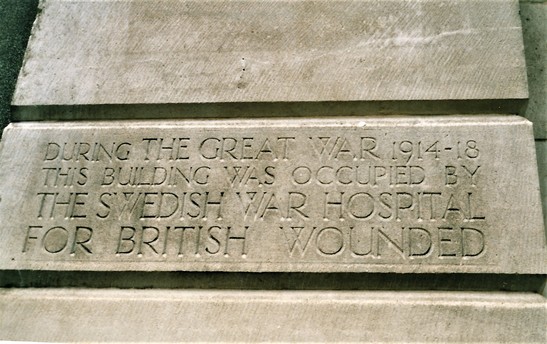 DURING THE GREAT WAR 1914-18
THIS BUILDING WAS OCCUPIED BY
THE SWEDISH WAR HOSPITAL
FOR BRITISH WOUNDED